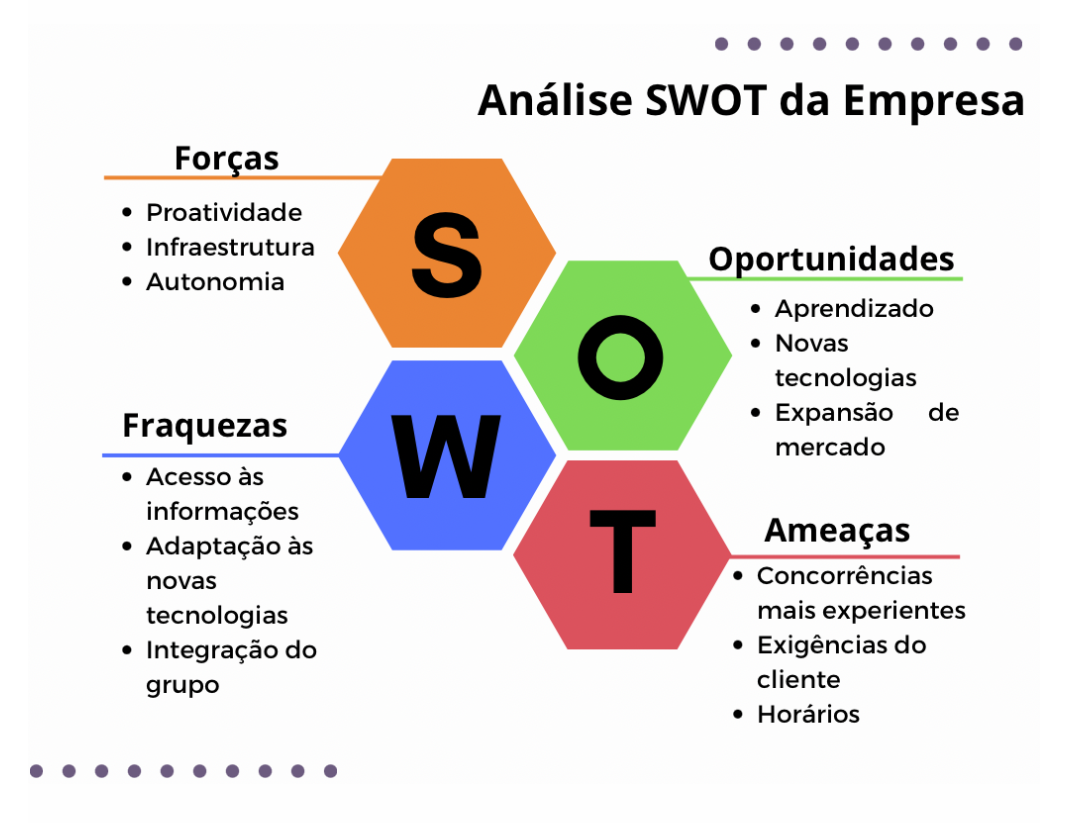 Análise SWOT da Empresa
Forças
• Proatividade
• Infraestrutura
• Autonomia
S
Oportunidades
• Aprendizado
• Novas
tecnologias
• Expansão de
mercado
O
Fraquezas
• Acesso às
informações
• Adaptação às
novas
tecnologias
• Integração do
grupo
W
Ameaças
• Concorrências
mais experientes
• Exigências do
cliente
• Horários
T